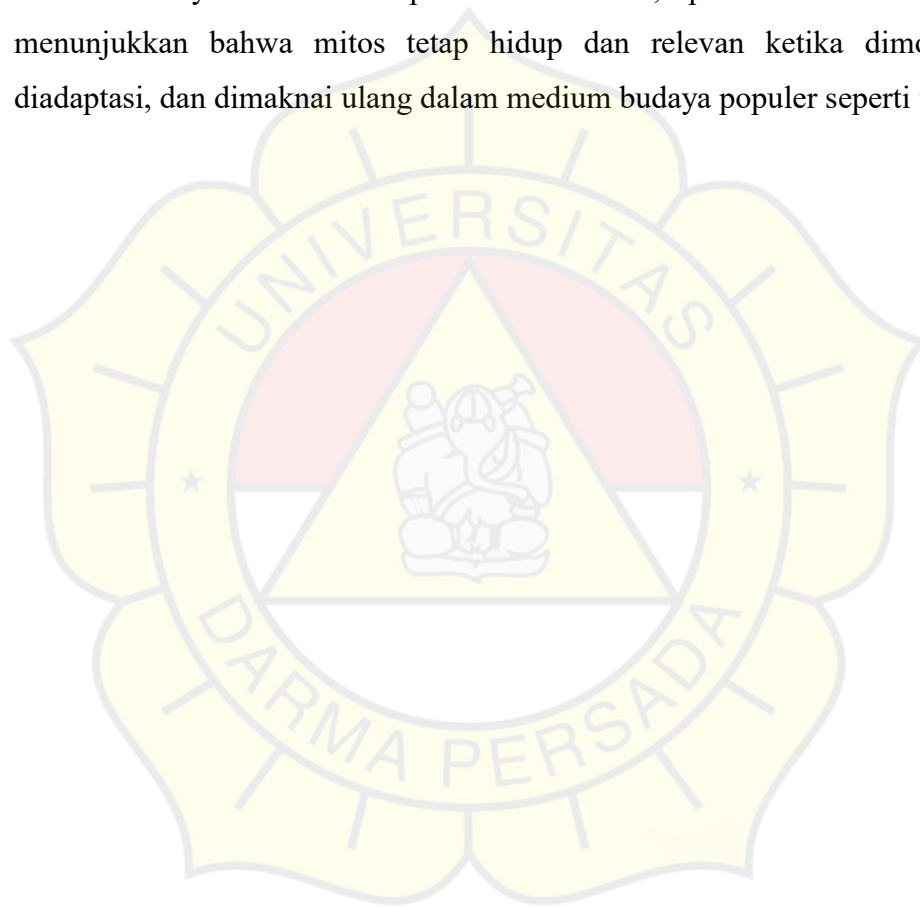 menunjukkan bahwa mitos tetap hidup dan relevan ketika
diadaptasi, dan dimaknai ulang dalam medium budaya populer seperti
UNIVERSITAS
DARMA PERSADA